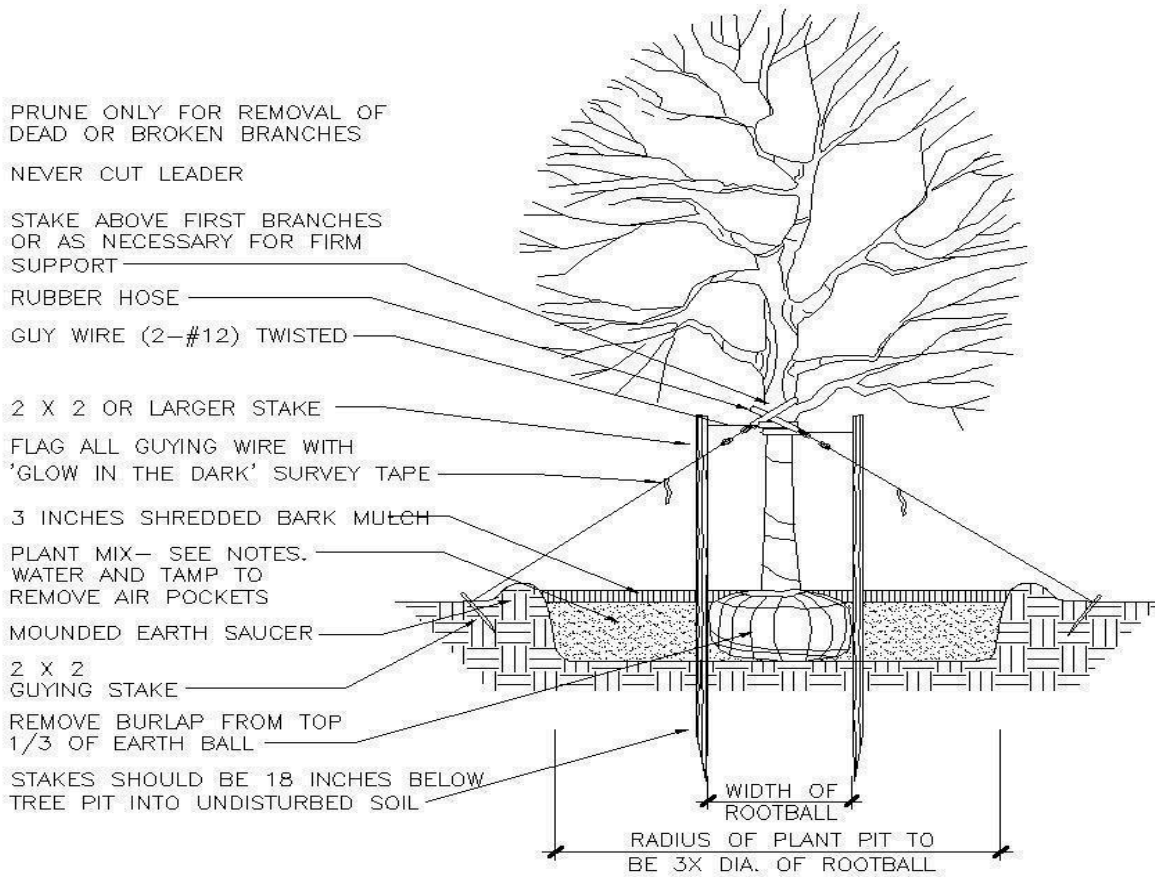 PRUNE ONLY FOR REMOVAL OF
DEAD OR BROKEN BRANCHES
NEVER CUT LEADER
STAKE ABOVE FIRST BRANCHES
OR AS NECESSARY FOR FIRM
SUPPORT
RUBBER HOSE
GUY WIRE (2-#12) TWISTED
2 X 2 OR LARGER STAKE
FLAG ALL GUYING WIRE WITH
'GLOW IN THE DARK' SURVEY TAPE
3 INCHES SHREDDED BARK MULCH
PLANT MIX- SEE NOTES.
WATER AND TAMP TO
REMOVE AIR POCKETS
MOUNDED EARTH SAUCER
2 X 2
GUYING STAKE
REMOVE BURLAP FROM TOP
1/3 OF EARTH BALL
STAKES SHOULD BE 18 INCHES BELOW
TREE PIT INTO UNDISTURBED SOIL
WIDTH OF
ROOTBALL
RADIUS OF PLANT PIT TO
BE 3X DIA. OF ROOTBALL